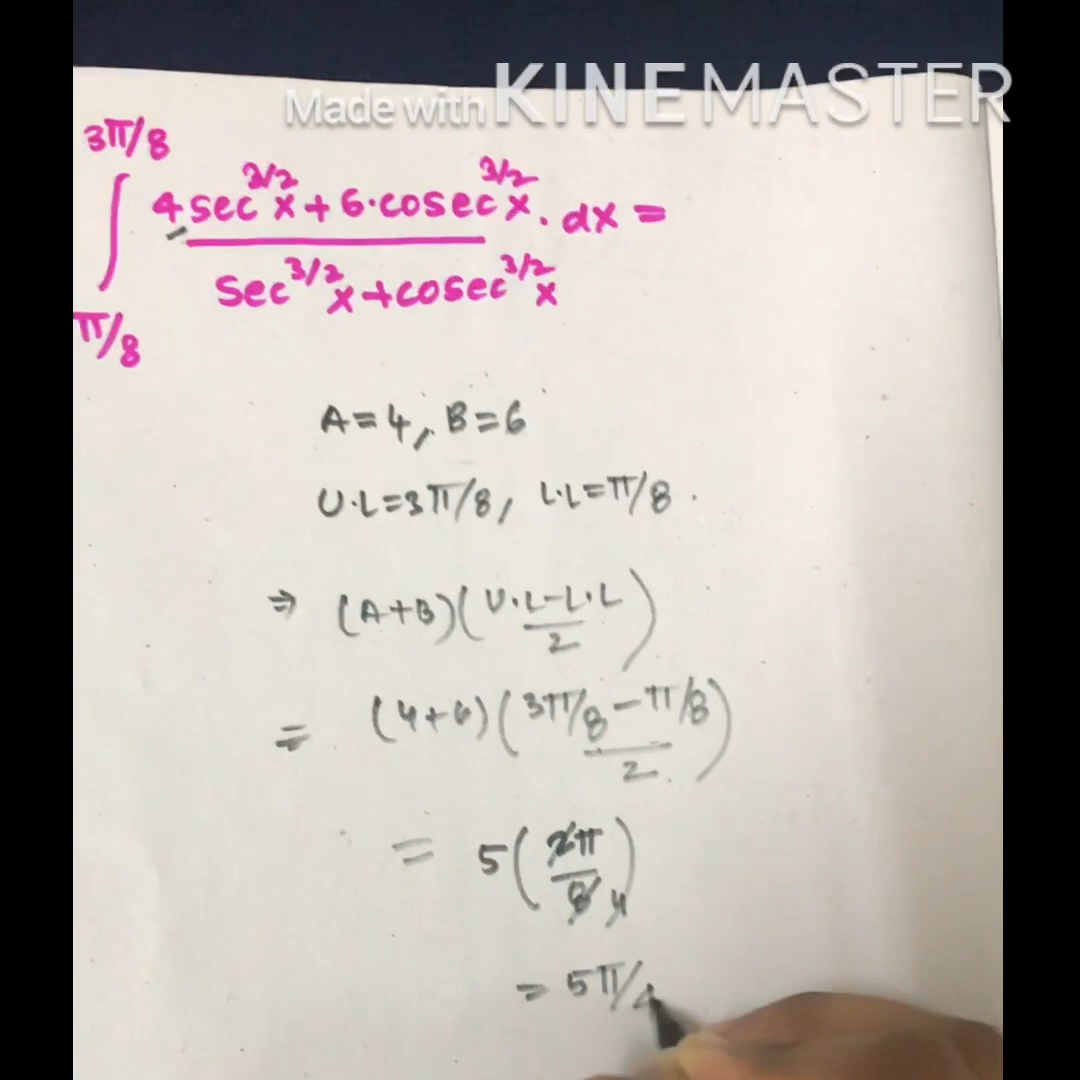 Made with KINEMASTER
3π/8
∫ 4sec^3/2 x + 6·cosec^3/2 x . dx =
sec^3/2 x + cosec^3/2 x
π/8
A=4, B=6
U·L=3π/8, L·L=π/8.
⇒ (A+B)(U·L-L·L/2)
= (4+6)(3π/8 - π/8/2)
= 5(2π/8 4)
= 5π/4